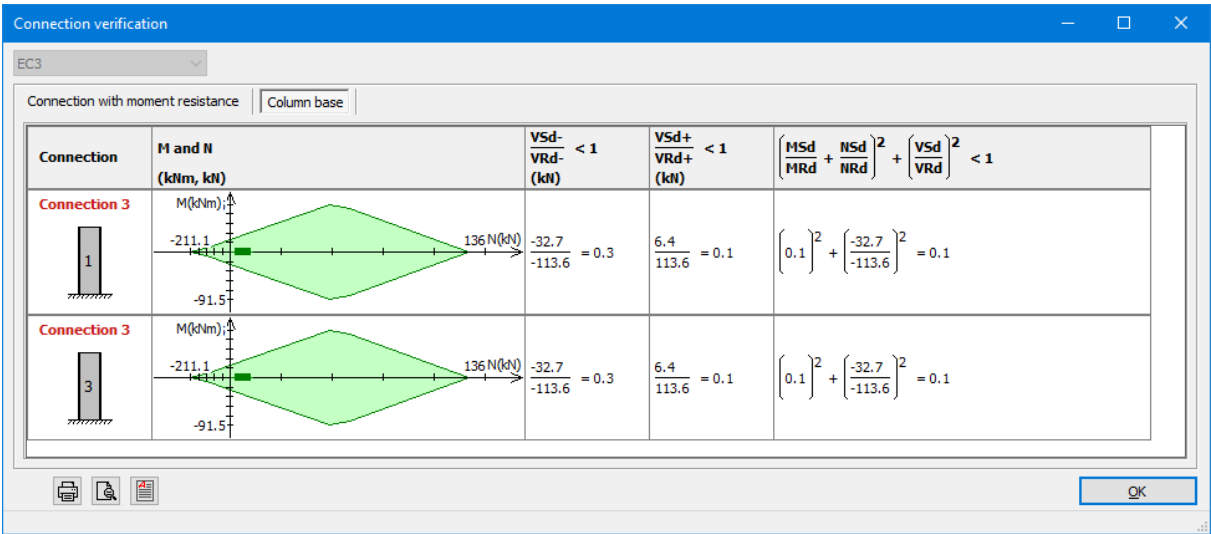 Connection verification
EC3
Connection with moment resistance Column base
Connection
M and N
(kNm, kN)
VSd-
VRd-
< 1
(kN)
VSd+
VRd+
< 1
(kN)
(MSd/MRd + NSd/NRd)² + (VSd/VRd)² < 1
Connection 3
1
M(kNm);
-211.1
136 N(kN)
-91.5
-32.7
-113.6
= 0.3
6.4
113.6
= 0.1
(0.1)² + (-32.7/-113.6)² = 0.1
Connection 3
3
M(kNm);
-211.1
136 N(kN)
-91.5
-32.7
-113.6
= 0.3
6.4
113.6
= 0.1
(0.1)² + (-32.7/-113.6)² = 0.1
OK